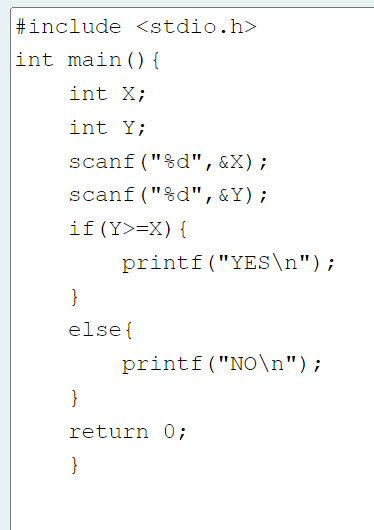 #include <stdio.h>
int main(){
    int X;
    int Y;
    scanf("%d",&X);
    scanf("%d",&Y);
    if(Y>=X){
        printf("YES\n");
    }
    else{
        printf("NO\n");
    }
    return 0;
    }